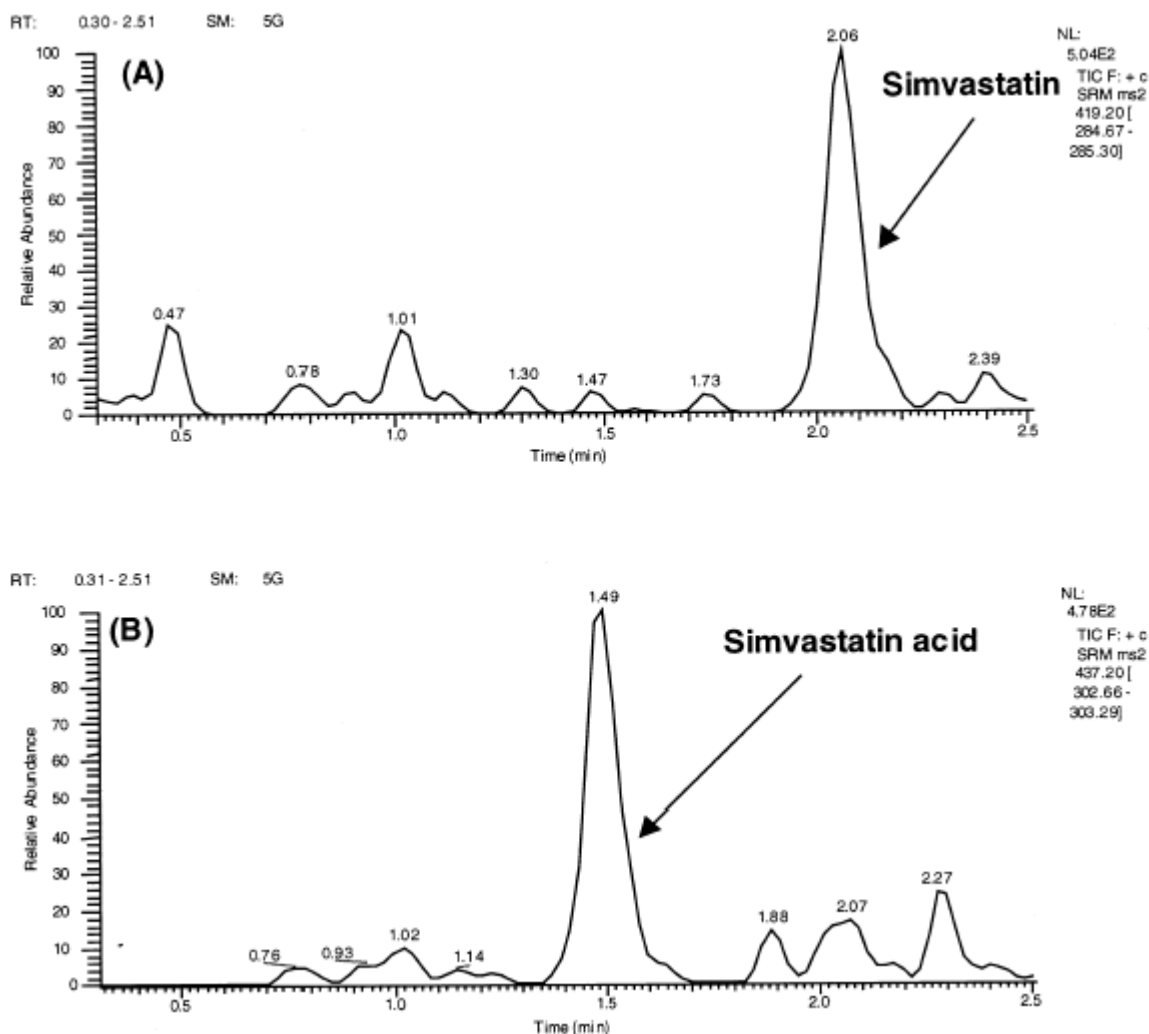 RT: 0.30 - 2.51 SM: 5G
NL:
5.04E2
TIC F: + c
SRM ms2
419.20 [
284.67 -
285.30]
(A)
Simvastatin
2.06
0.47
0.78
1.01
1.30
1.47
1.73
2.39
100
90
80
70
60
50
40
30
20
10
0
Relative Abundance
0.5 1.0 1.5 2.0 2.5
Time (min)
RT: 0.31 - 2.51 SM: 5G
NL:
4.78E2
TIC F: + c
SRM ms2
437.20 [
302.66 -
303.29]
(B)
Simvastatin acid
1.49
0.76
0.93
1.02
1.14
1.88
2.07
2.27
100
90
80
70
60
50
40
30
20
10
0
Relative Abundance
0.5 1.0 1.5 2.0 2.5
Time (min)